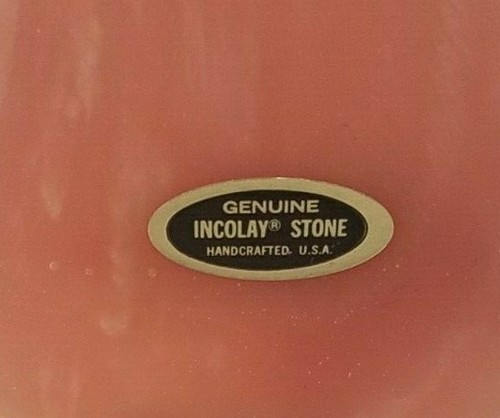 GENUINE
INCOLAY® STONE
HANDCRAFTED. U.S.A.